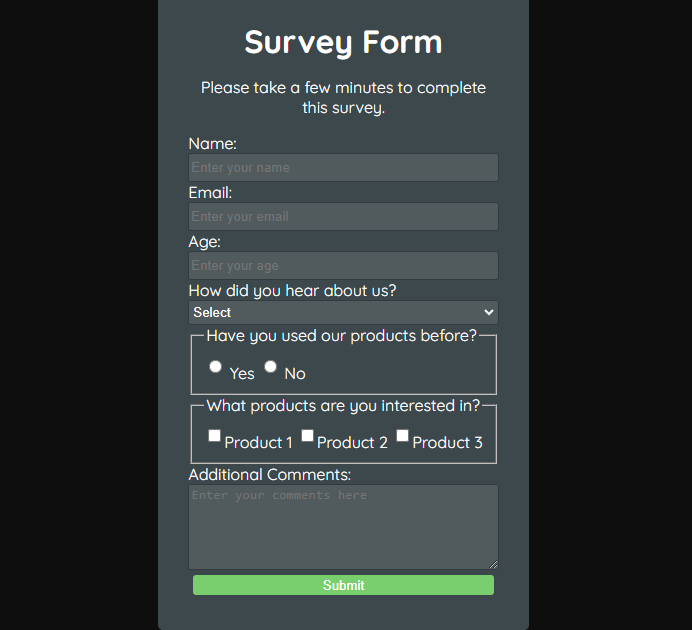 Survey Form
Please take a few minutes to complete
this survey.
Name:
Enter your name
Email:
Enter your email
Age:
Enter your age
How did you hear about us?
Select
Have you used our products before?
Yes No
What products are you interested in?
Product 1 Product 2 Product 3
Additional Comments:
Enter your comments here
Submit